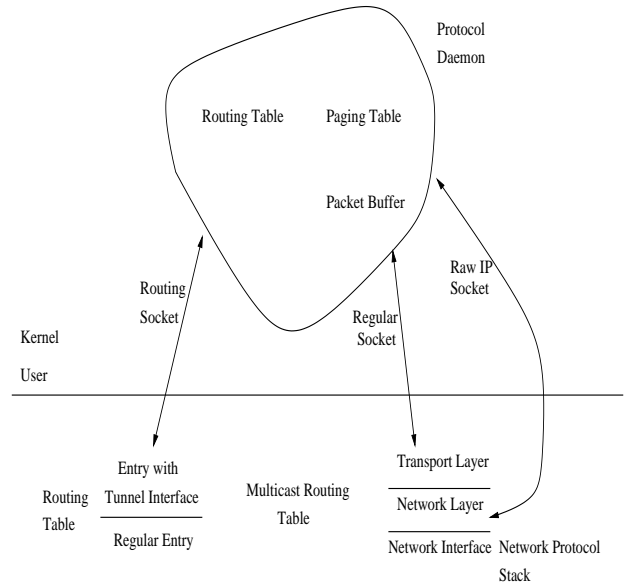 Protocol
Daemon
Routing Table
Paging Table
Packet Buffer
Routing
Socket
Regular
Socket
Raw IP
Socket
Kernel
User
Routing
Table
Entry with
Tunnel Interface
Regular Entry
Multicast Routing
Table
Transport Layer
Network Layer
Network Interface
Network Protocol
Stack